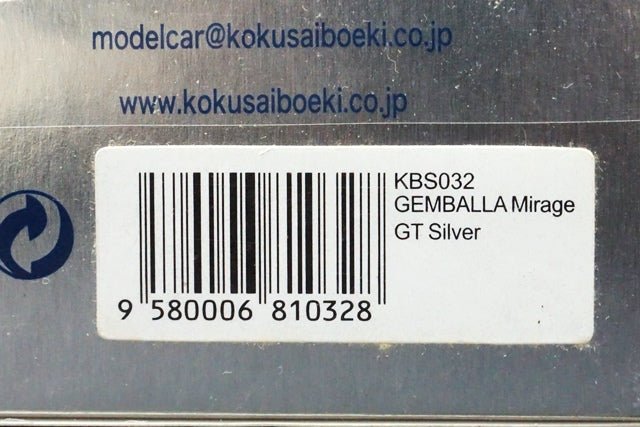 modelcar@kokusaiboeki.co.jp
www.kokusaiboeki.co.jp
KBS032
GEMBALLA Mirage
GT Silver
9 580006 810328